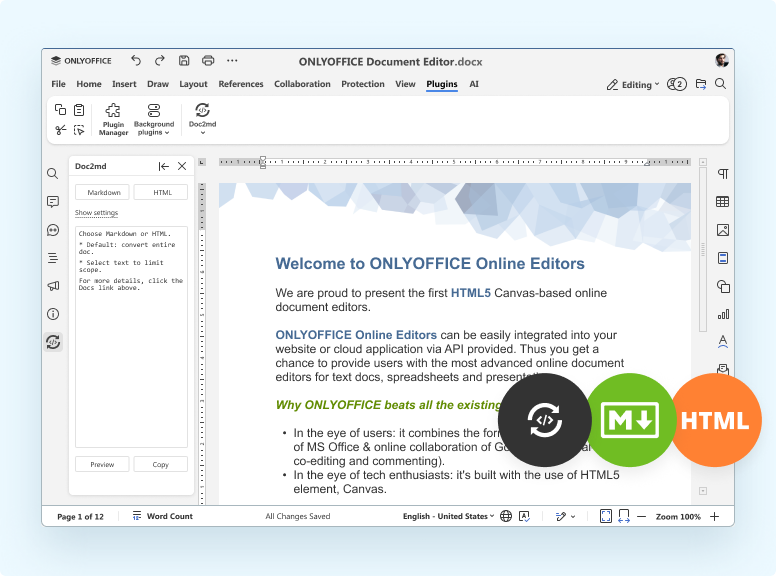 ONLYOFFICE
ONLYOFFICE Document Editor.docx
File Home Insert Draw Layout References Collaboration Protection View Plugins AI
Editing 2
Plugin Manager
Background plugins
Doc2md
Doc2md
Markdown HTML
Show settings
Choose Markdown or HTML.
* Default: convert entire
doc.
* Select text to limit
scope.
For more details, click the
Docs link above.
Preview Copy
Welcome to ONLYOFFICE Online Editors
We are proud to present the first HTML5 Canvas-based online
document editors.
ONLYOFFICE Online Editors can be easily integrated into your
website or cloud application via API provided. Thus you get a
chance to provide users with the most advanced online document
editors for text docs, spreadsheets and
Why ONLYOFFICE beats all the existing
• In the eye of users: it combines the
of MS Office & online collaboration of
co-editing and commenting).
• In the eye of tech enthusiasts: it's built with the use of HTML5
element, Canvas.
M
HTML
Page 1 of 12 Word Count All Changes Saved English - United States Zoom 100%